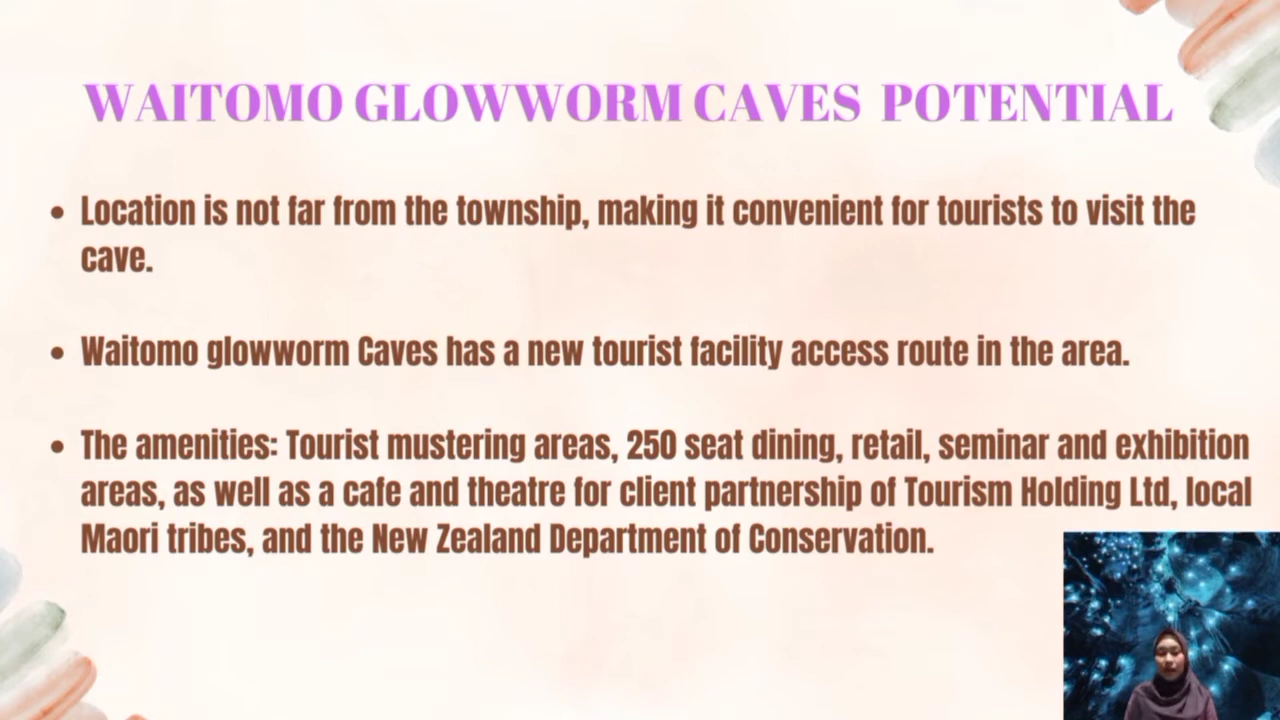 WAITOMO GLOWWORM CAVES POTENTIAL
• Location is not far from the township, making it convenient for tourists to visit the
cave.
• Waitomo glowworm Caves has a new tourist facility access route in the area.
• The amenities: Tourist mustering areas, 250 seat dining, retail, seminar and exhibition
areas, as well as a cafe and theatre for client partnership of Tourism Holding Ltd, local
Maori tribes, and the New Zealand Department of Conservation.